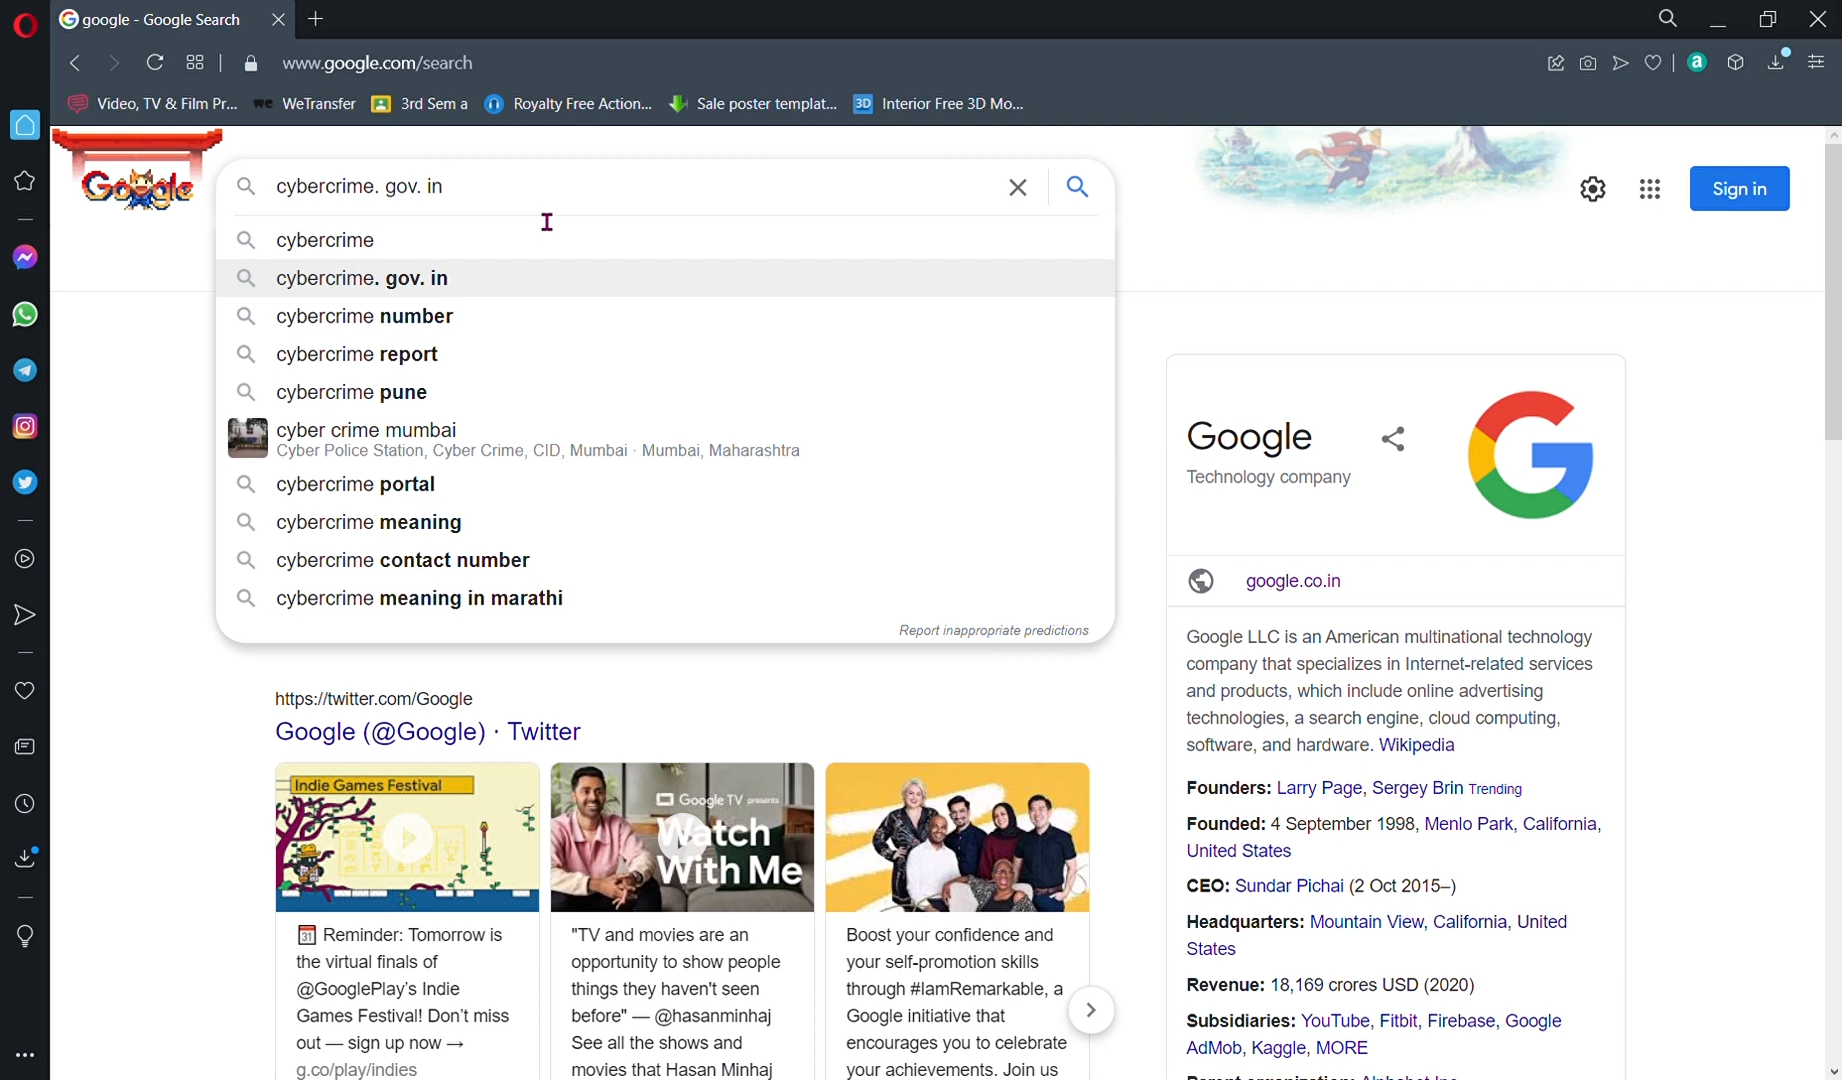 google - Google Search
www.google.com/search
Video, TV & Film Pr...
we WeTransfer
3rd Sem a
Royalty Free Action...
Sale poster templat...
3D Interior Free 3D Mo...
Google
cybercrime. gov. in
Sign in
cybercrime
cybercrime. gov. in
cybercrime number
cybercrime report
cybercrime pune
cyber crime mumbai
Cyber Police Station, Cyber Crime, CID, Mumbai · Mumbai, Maharashtra
cybercrime portal
cybercrime meaning
cybercrime contact number
cybercrime meaning in marathi
Report inappropriate predictions
https://twitter.com/Google
Google (@Google) · Twitter
Indie Games Festival
31 Reminder: Tomorrow is
the virtual finals of
@GooglePlay's Indie
Games Festival! Don't miss
out — sign up now →
g.co/play/indies
Google TV presents
Watch
With Me
"TV and movies are an
opportunity to show people
things they haven't seen
before" — @hasanminhaj
See all the shows and
movies that Hasan Minhaj
Boost your confidence and
your self-promotion skills
through #IamRemarkable, a
Google initiative that
encourages you to celebrate
your achievements. Join us
Google
Technology company
google.co.in
Google LLC is an American multinational technology
company that specializes in Internet-related services
and products, which include online advertising
technologies, a search engine, cloud computing,
software, and hardware. Wikipedia
Founders: Larry Page, Sergey Brin Trending
Founded: 4 September 1998, Menlo Park, California,
United States
CEO: Sundar Pichai (2 Oct 2015–)
Headquarters: Mountain View, California, United
States
Revenue: 18,169 crores USD (2020)
Subsidiaries: YouTube, Fitbit, Firebase, Google
AdMob, Kaggle, MORE